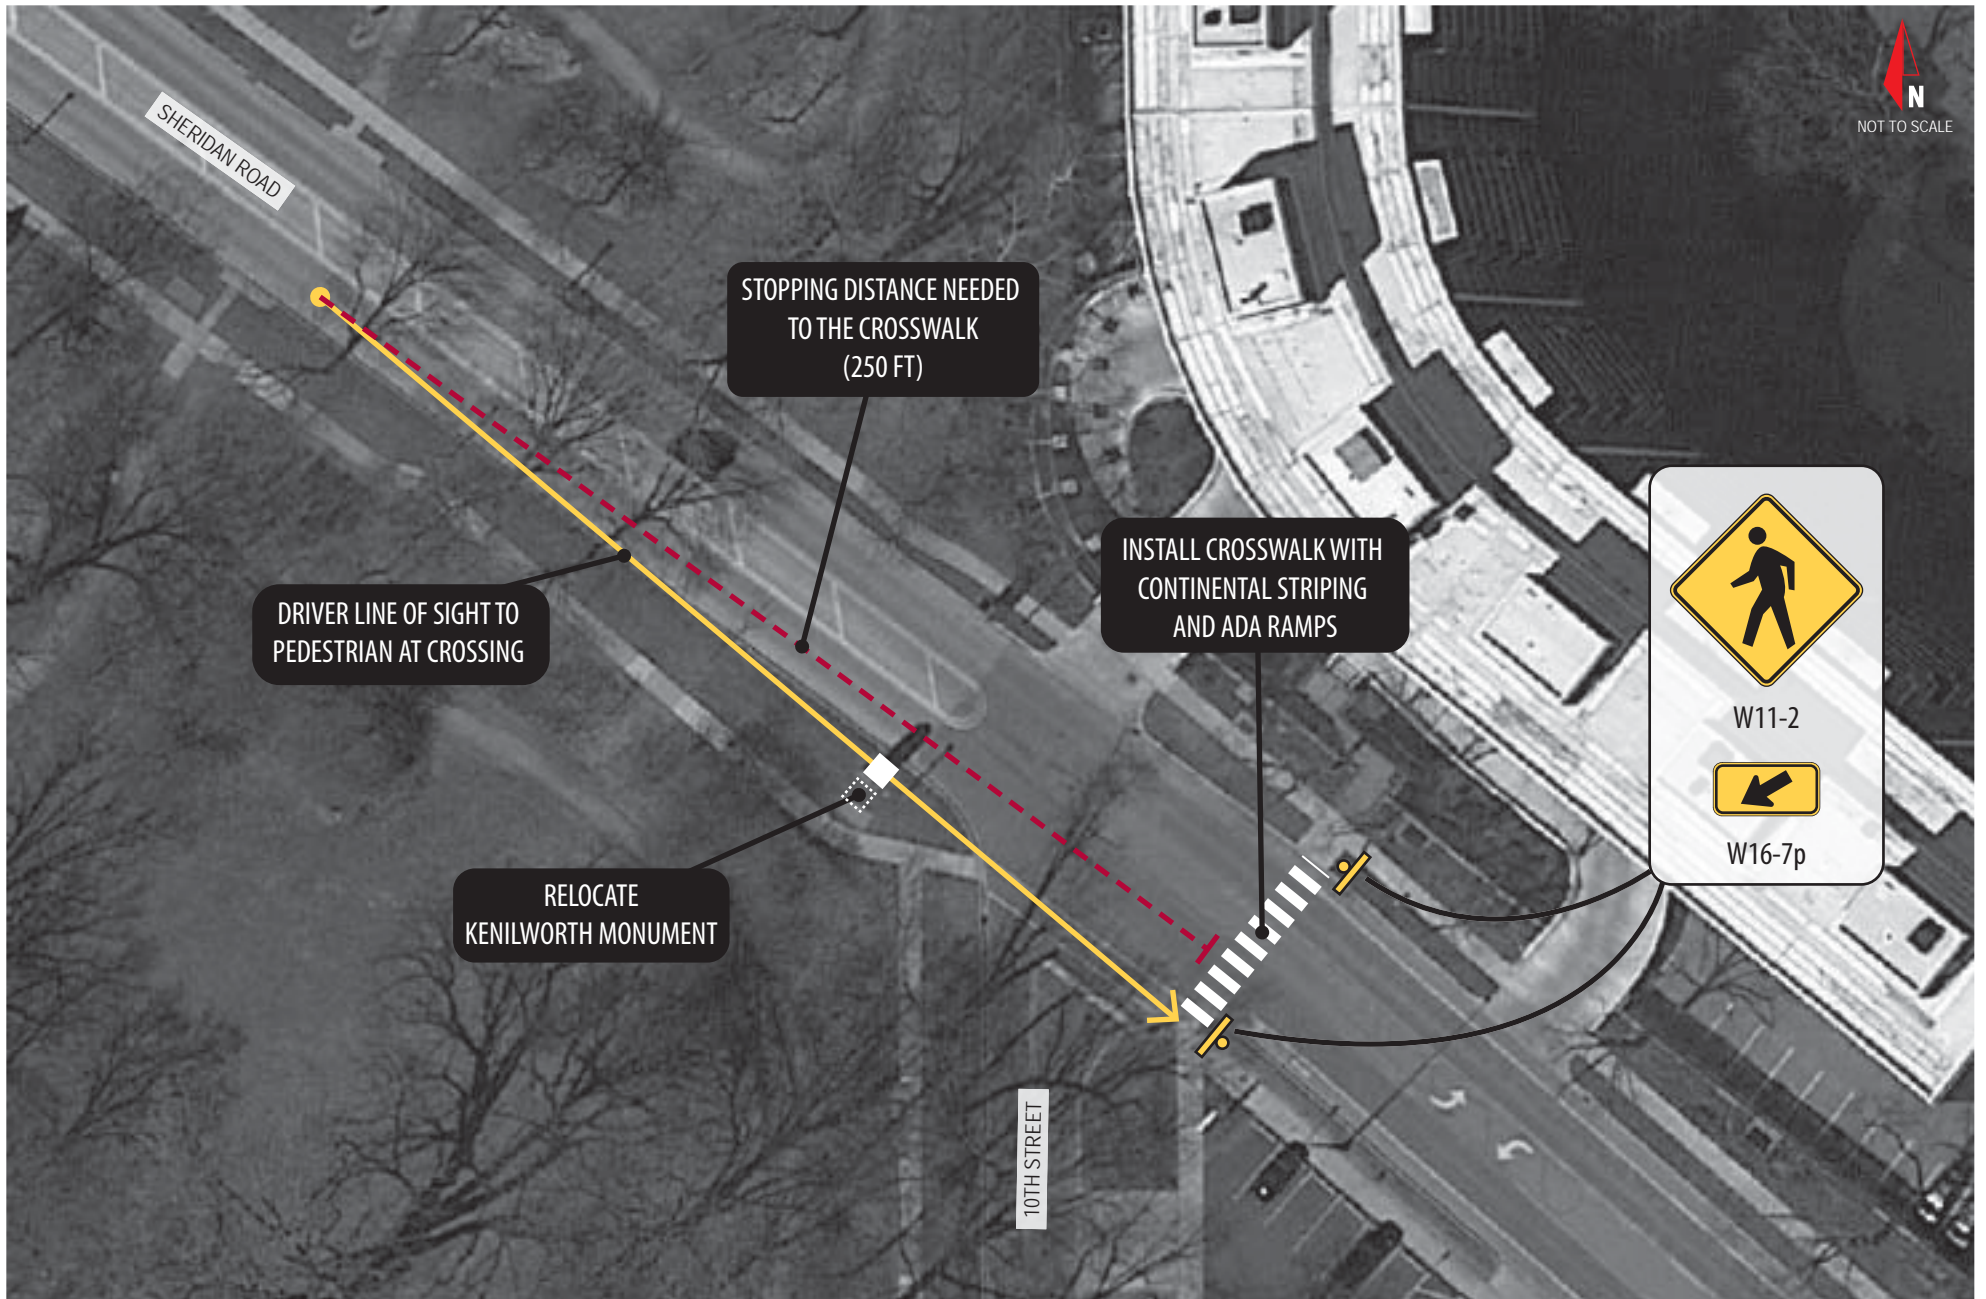 N
NOT TO SCALE
SHERIDAN ROAD
STOPPING DISTANCE NEEDED
TO THE CROSSWALK
(250 FT)
INSTALL CROSSWALK WITH
CONTINENTAL STRIPING
AND ADA RAMPS
DRIVER LINE OF SIGHT TO
PEDESTRIAN AT CROSSING
W11-2
W16-7p
RELOCATE
KENILWORTH MONUMENT
10TH STREET